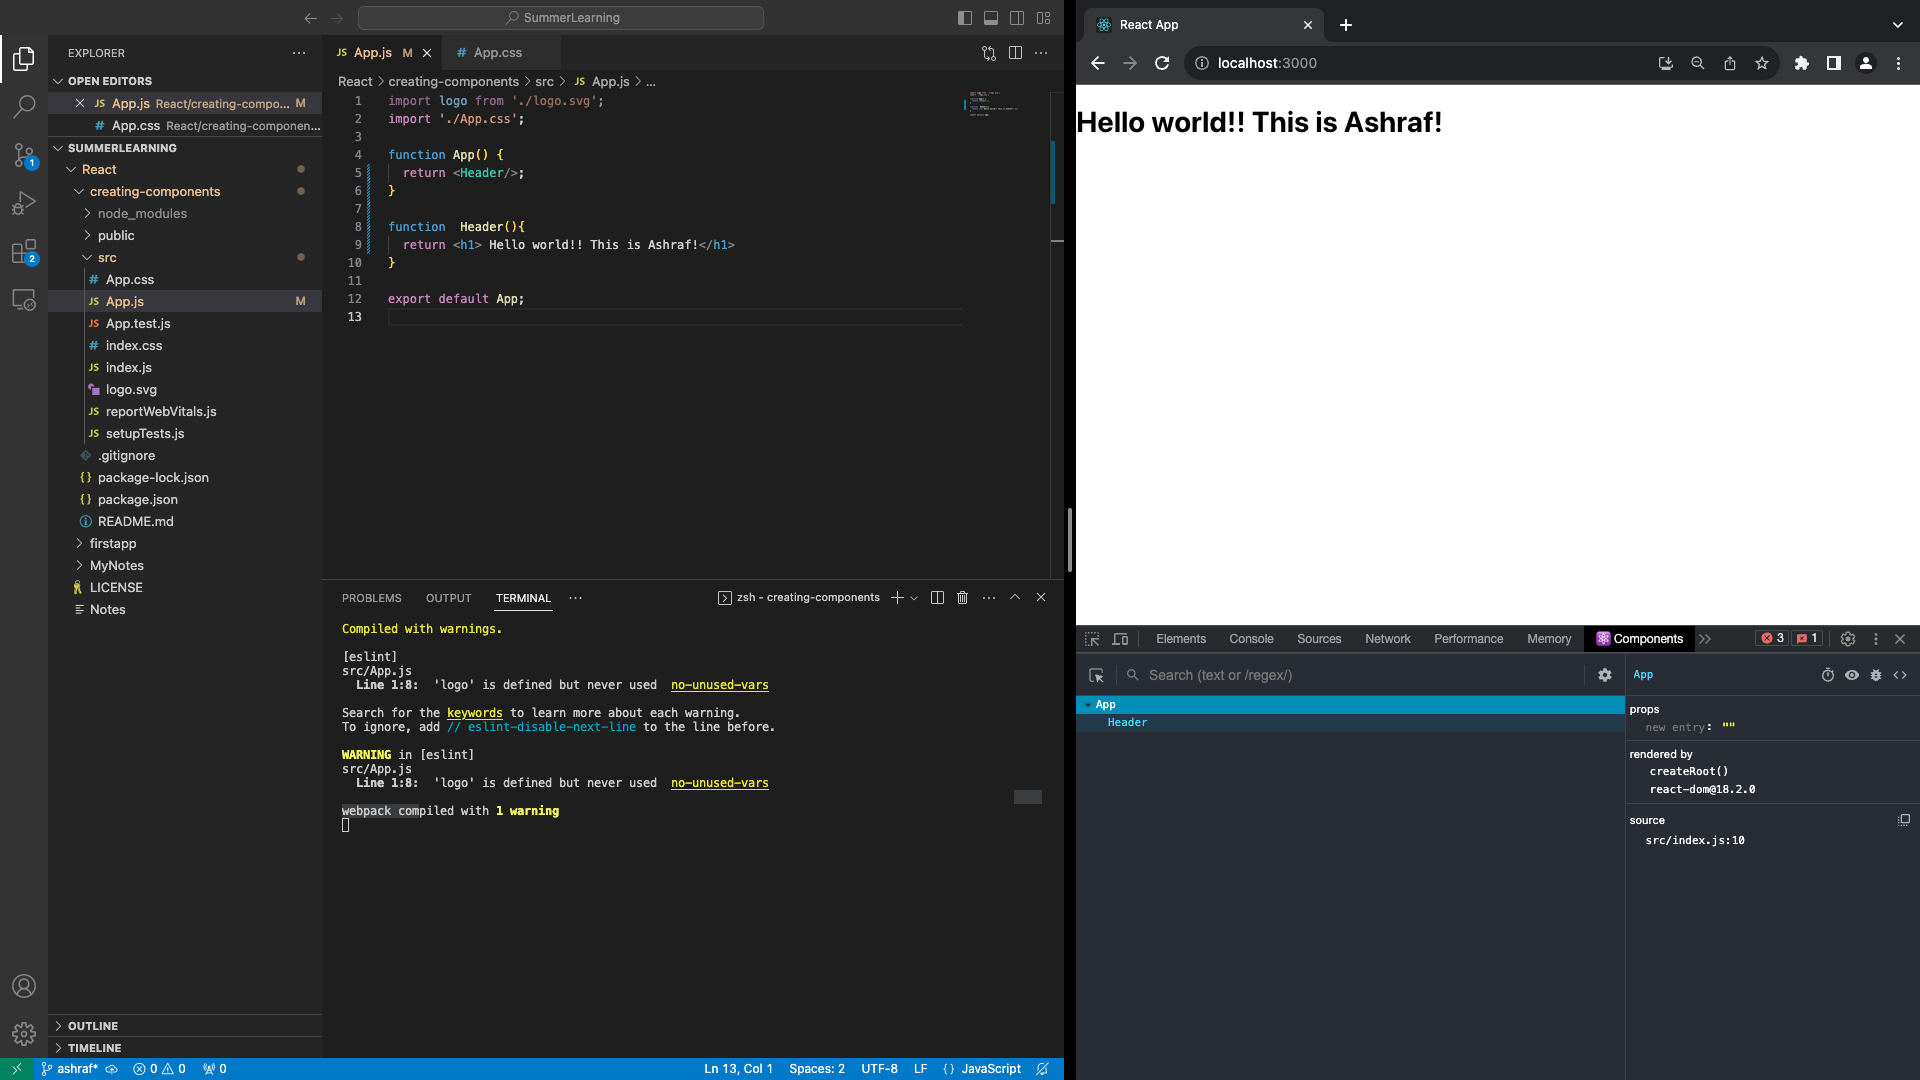 SummerLearning
EXPLORER
OPEN EDITORS
JS App.js React/creating-compo... M
# App.css React/creating-componen...
SUMMERLEARNING
React
creating-components
node_modules
public
src
# App.css
JS App.js M
JS App.test.js
# index.css
JS index.js
logo.svg
JS reportWebVitals.js
JS setupTests.js
.gitignore
{} package-lock.json
{} package.json
README.md
firstapp
MyNotes
LICENSE
Notes
OUTLINE
TIMELINE
1
2
JS App.js M
# App.css
React > creating-components > src > JS App.js > ...
1 import logo from './logo.svg';
2 import './App.css';
3
4 function App() {
5 return <Header/>;
6 }
7
8 function  Header(){
9 return <h1> Hello world!! This is Ashraf!</h1>
10 }
11
12 export default App;
13
PROBLEMS OUTPUT TERMINAL ...
zsh - creating-components
Compiled with warnings.
[eslint]
src/App.js
Line 1:8:  'logo' is defined but never used  no-unused-vars
Search for the keywords to learn more about each warning.
To ignore, add // eslint-disable-next-line to the line before.
WARNING in [eslint]
src/App.js
Line 1:8:  'logo' is defined but never used  no-unused-vars
webpack compiled with 1 warning
ashraf* 0 0 0
Ln 13, Col 1 Spaces: 2 UTF-8 LF {} JavaScript
React App
localhost:3000
Hello world!! This is Ashraf!
Elements Console Sources Network Performance Memory Components 3 1
Search (text or /regex/)
App
Header
App
props
new entry: ""
rendered by
createRoot()
react-dom@18.2.0
source
src/index.js:10